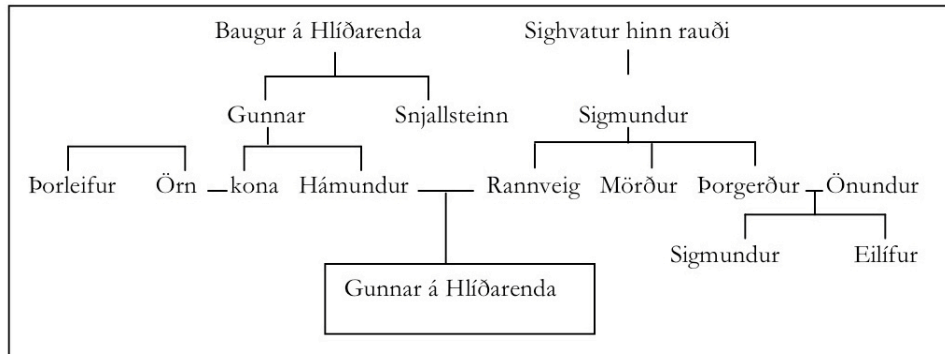 Baugur á Hlíðarenda Sighvatur hinn rauði
Gunnar Snjallsteinn Sigmundur
Þorleifur Örn kona Hámundur Rannveig Mörður Þorgerður Önundur
Sigmundur Eilífur
Gunnar á Hlíðarenda